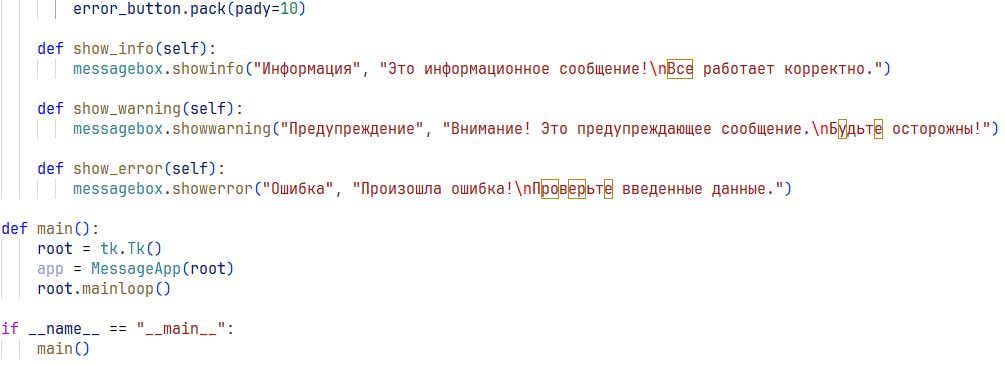 error_button.pack(pady=10)

    def show_info(self):
        messagebox.showinfo("Информация", "Это информационное сообщение!\nВсе работает корректно.")

    def show_warning(self):
        messagebox.showwarning("Предупреждение", "Внимание! Это предупреждающее сообщение.\nБудьте осторожны!")

    def show_error(self):
        messagebox.showerror("Ошибка", "Произошла ошибка!\nПроверьте введенные данные.")

def main():
    root = tk.Tk()
    app = MessageApp(root)
    root.mainloop()

if __name__ == "__main__":
    main()